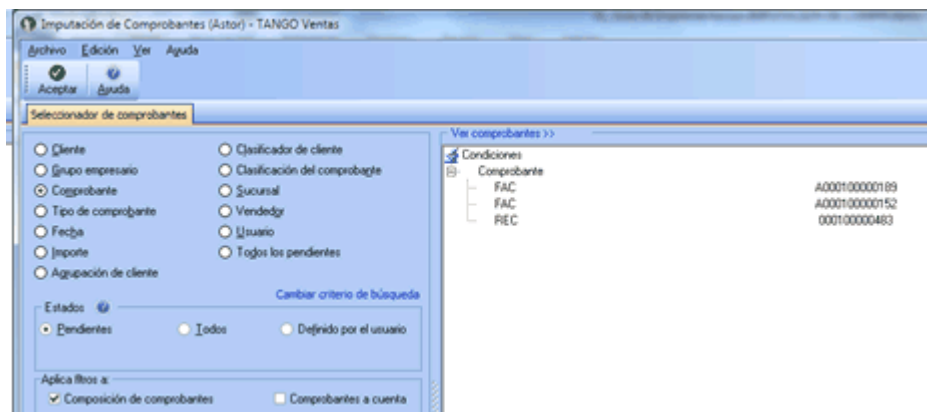 Imputación de Comprobantes (Astor) - TANGO Ventas
Archivo Edición Ver Ayuda
Aceptar Ayuda
Seleccionador de comprobantes
Cliente
Clasificador de cliente
Grupo empresario
Clasificación del comprobante
Comprobante
Sucursal
Tipo de comprobante
Vendedor
Fecha
Usuario
Importe
Todos los pendientes
Agrupación de cliente
Cambiar criterio de búsqueda
Estados
Pendientes
Todos
Definido por el usuario
Aplica filtros a:
Composición de comprobantes
Comprobantes a cuenta
Ver comprobantes >>
Condiciones
Comprobante
FAC A000100000189
FAC A000100000152
REC 000100000483